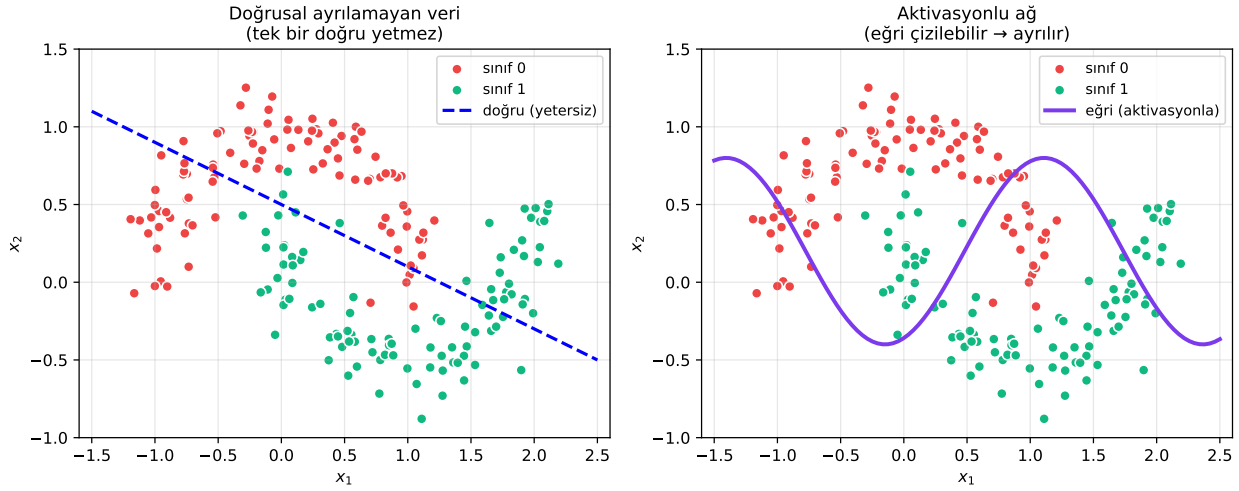 Doğrusal ayrılamayan veri
(tek bir doğru yetmez)
1.5
1.0
0.5
0.0
−0.5
−1.0
x₂
sınıf 0
sınıf 1
doğru (yetersiz)
−1.5 −1.0 −0.5 0.0 0.5 1.0 1.5 2.0 2.5
x₁
Aktivasyonlu ağ
(eğri çizilebilir → ayrılır)
1.5
1.0
0.5
0.0
−0.5
−1.0
x₂
sınıf 0
sınıf 1
eğri (aktivasyonla)
−1.5 −1.0 −0.5 0.0 0.5 1.0 1.5 2.0 2.5
x₁